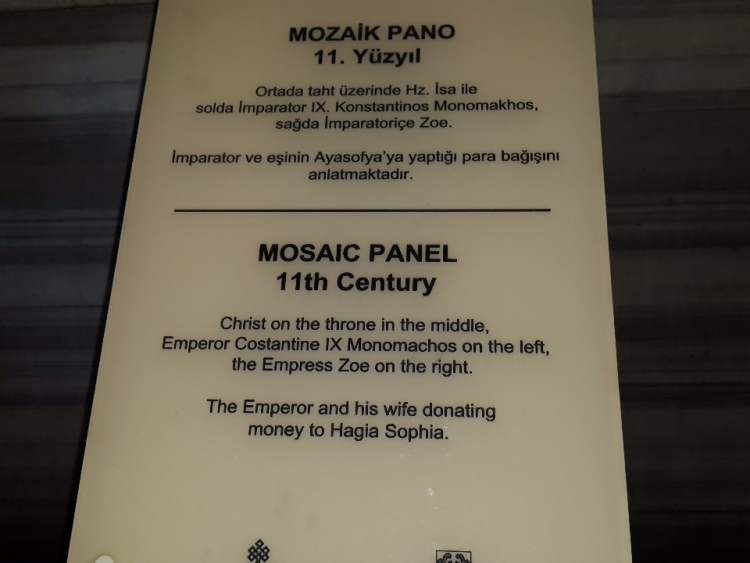 MOZAİK PANO
11. Yüzyıl
Ortada taht üzerinde Hz. İsa ile
solda İmparator IX. Konstantinos Monomakhos,
sağda İmparatoriçe Zoe.
İmparator ve eşinin Ayasofya'ya yaptığı para bağışını
anlatmaktadır.
MOSAIC PANEL
11th Century
Christ on the throne in the middle,
Emperor Costantine IX Monomachos on the left,
the Empress Zoe on the right.
The Emperor and his wife donating
money to Hagia Sophia.